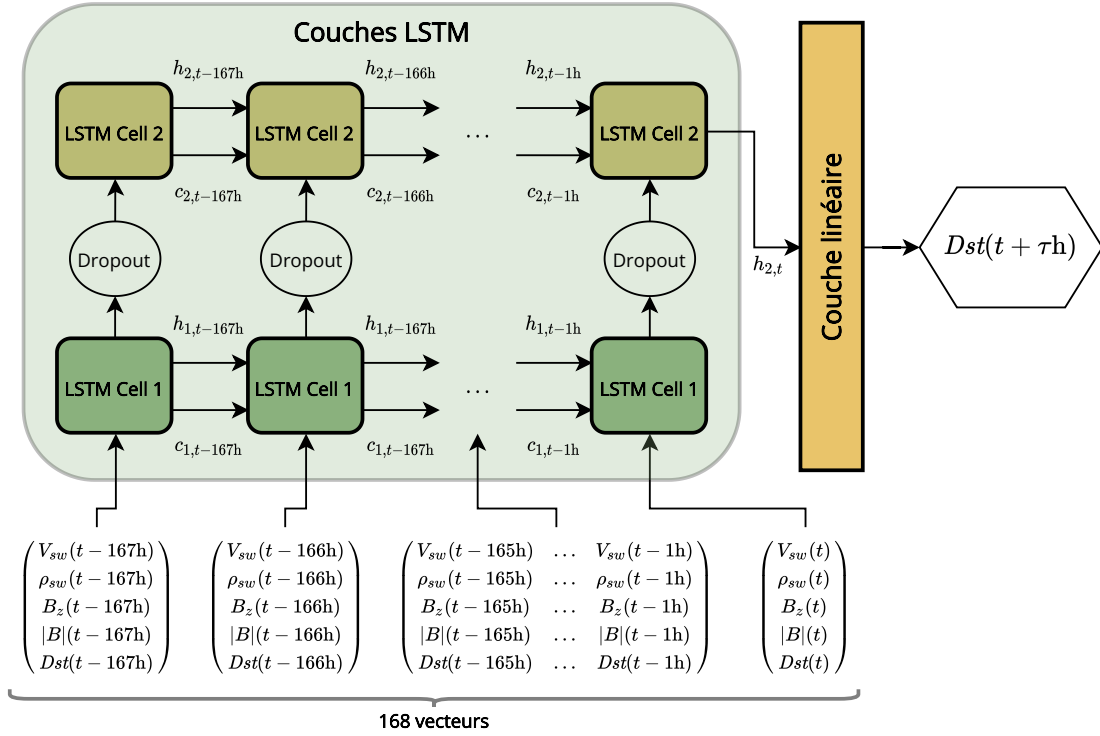 Couches LSTM
h_{2,t−167h} h_{2,t−166h} h_{2,t−1h}
LSTM Cell 2 LSTM Cell 2 ... LSTM Cell 2
c_{2,t−167h} c_{2,t−166h} c_{2,t−1h}
Dropout Dropout Dropout
h_{2,t}
Couche linéaire
Dst(t + τh)
h_{1,t−167h} h_{1,t−167h} h_{1,t−1h}
LSTM Cell 1 LSTM Cell 1 ... LSTM Cell 1
c_{1,t−167h} c_{1,t−167h} c_{1,t−1h}
V_{sw}(t − 167h) V_{sw}(t − 166h) V_{sw}(t − 165h) ... V_{sw}(t − 1h) V_{sw}(t)
ρ_{sw}(t − 167h) ρ_{sw}(t − 166h) ρ_{sw}(t − 165h) ... ρ_{sw}(t − 1h) ρ_{sw}(t)
B_z(t − 167h) B_z(t − 166h) B_z(t − 165h) ... B_z(t − 1h) B_z(t)
|B|(t − 167h) |B|(t − 166h) |B|(t − 165h) ... |B|(t − 1h) |B|(t)
Dst(t − 167h) Dst(t − 166h) Dst(t − 165h) ... Dst(t − 1h) Dst(t)
168 vecteurs